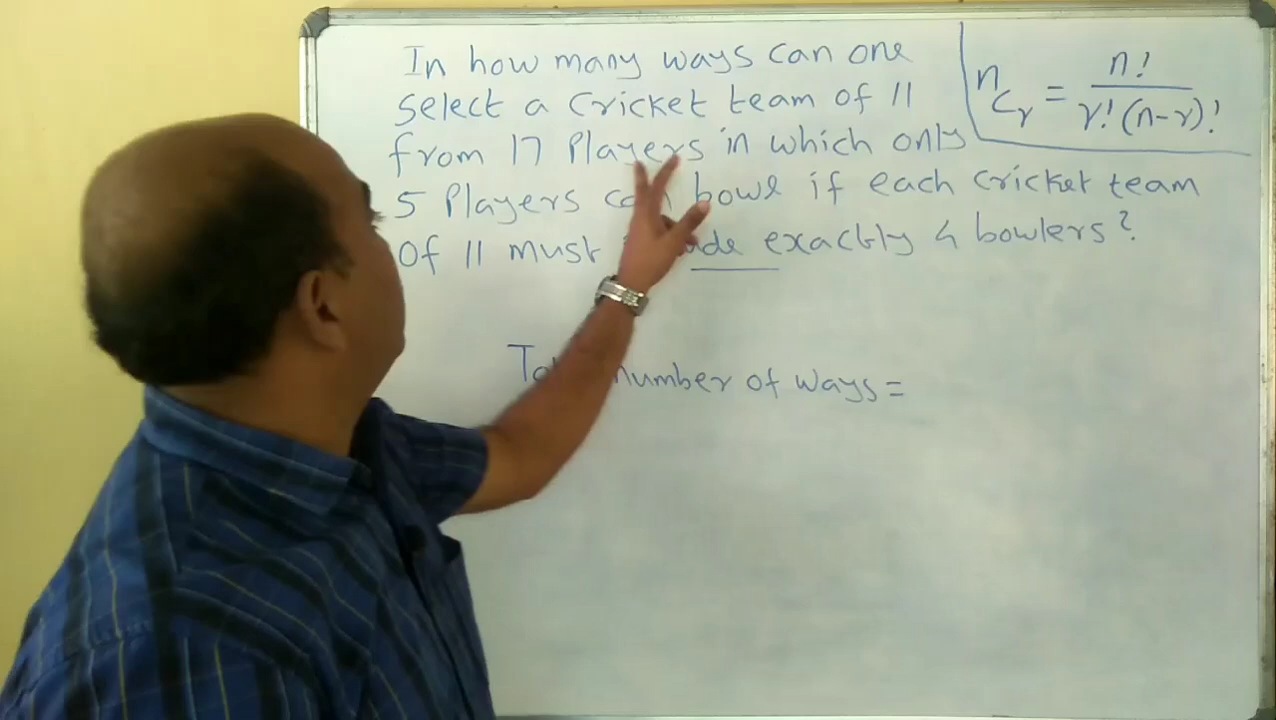 In how many ways can one
select a Cricket team of 11
from 17 Players in which only
5 Players can bowl if each Cricket team
of 11 must exactly 4 bowlers?
nCr = n! / r!(n-r)!
number of ways =